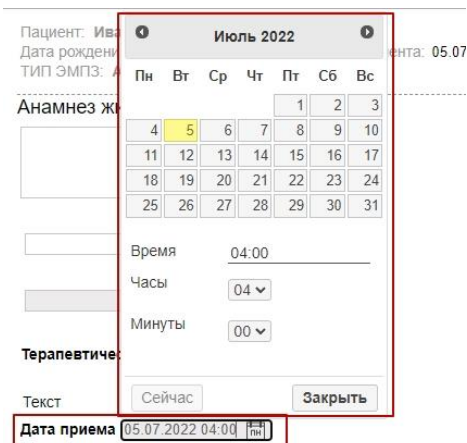 Пациент: Ива
Дата рождени
ента: 05.07
ТИП ЭМПЗ: А
Анамнез жи
Июль 2022
Пн Вт Ср Чт Пт Сб Вс
1 2 3
4 5 6 7 8 9 10
11 12 13 14 15 16 17
18 19 20 21 22 23 24
25 26 27 28 29 30 31
Время 04:00
Часы 04
Минуты 00
Терапевтиче
Сейчас Закрыть
Текст
Дата приема 05.07.2022 04:00 ПН